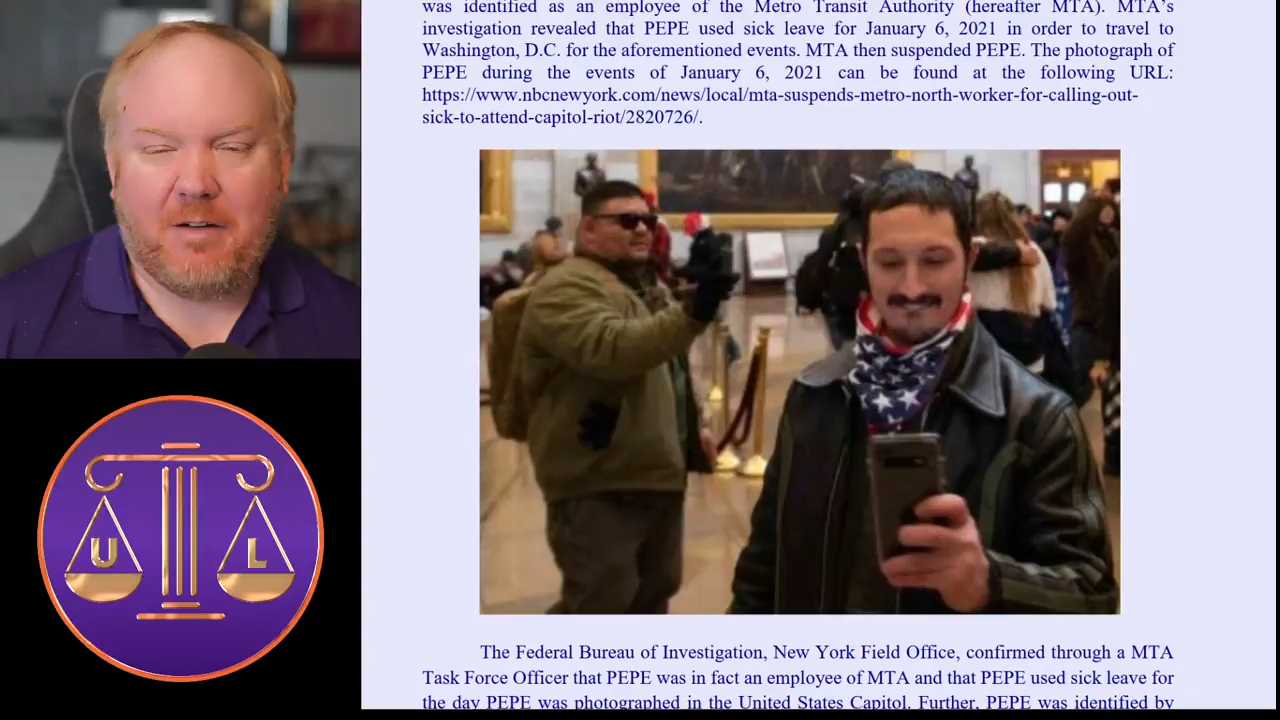 was identified as an employee of the Metro Transit Authority (hereafter MTA). MTA's
investigation revealed that PEPE used sick leave for January 6, 2021 in order to travel to
Washington, D.C. for the aforementioned events. MTA then suspended PEPE. The photograph of
PEPE during the events of January 6, 2021 can be found at the following URL:
https://www.nbcnewyork.com/news/local/mta-suspends-metro-north-worker-for-calling-out-
sick-to-attend-capitol-riot/2820726/.
U L
The Federal Bureau of Investigation, New York Field Office, confirmed through a MTA
Task Force Officer that PEPE was in fact an employee of MTA and that PEPE used sick leave for
the day PEPE was photographed in the United States Capitol. Further, PEPE was identified by